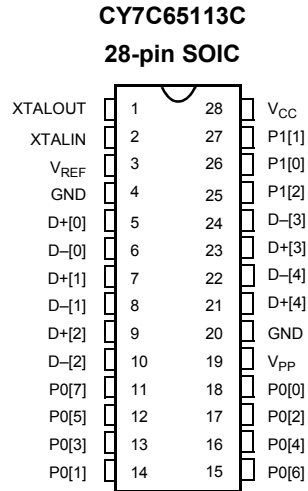 CY7C65113C
28-pin SOIC
XTALOUT 1 28 VCC
XTALIN 2 27 P1[1]
VREF 3 26 P1[0]
GND 4 25 P1[2]
D+[0] 5 24 D–[3]
D–[0] 6 23 D+[3]
D+[1] 7 22 D–[4]
D–[1] 8 21 D+[4]
D+[2] 9 20 GND
D–[2] 10 19 VPP
P0[7] 11 18 P0[0]
P0[5] 12 17 P0[2]
P0[3] 13 16 P0[4]
P0[1] 14 15 P0[6]